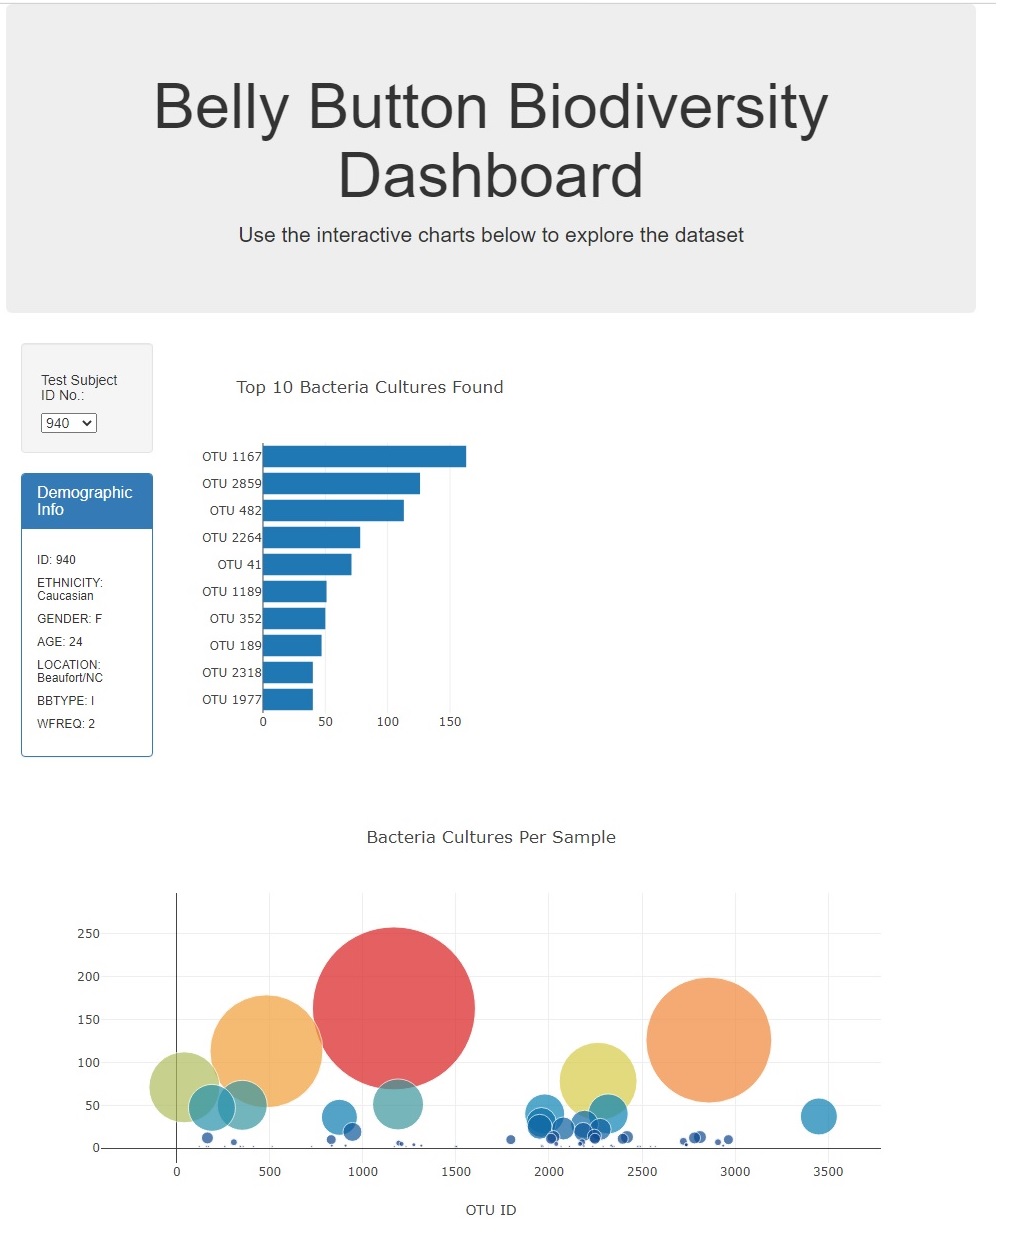 Belly Button Biodiversity
Dashboard
Use the interactive charts below to explore the dataset
Test Subject
ID No.:
940
Demographic
Info
ID: 940
ETHNICITY:
Caucasian
GENDER: F
AGE: 24
LOCATION:
Beaufort/NC
BBTYPE: I
WFREQ: 2
Top 10 Bacteria Cultures Found
OTU 1167
OTU 2859
OTU 482
OTU 2264
OTU 41
OTU 1189
OTU 352
OTU 189
OTU 2318
OTU 1977
0 50 100 150
Bacteria Cultures Per Sample
250
200
150
100
50
0
0 500 1000 1500 2000 2500 3000 3500
OTU ID